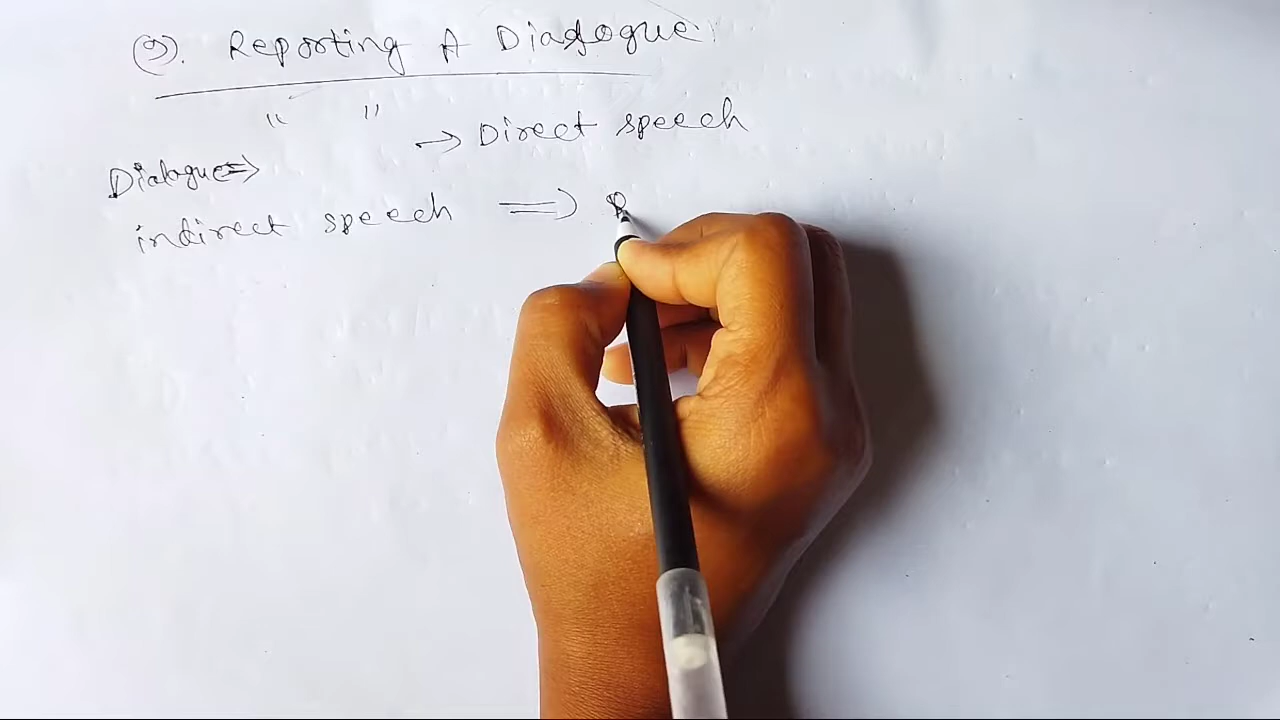 (9). Reporting A Dialogue
" "
→ Direct speech
Dialogue⇒
indirect speech ⇒